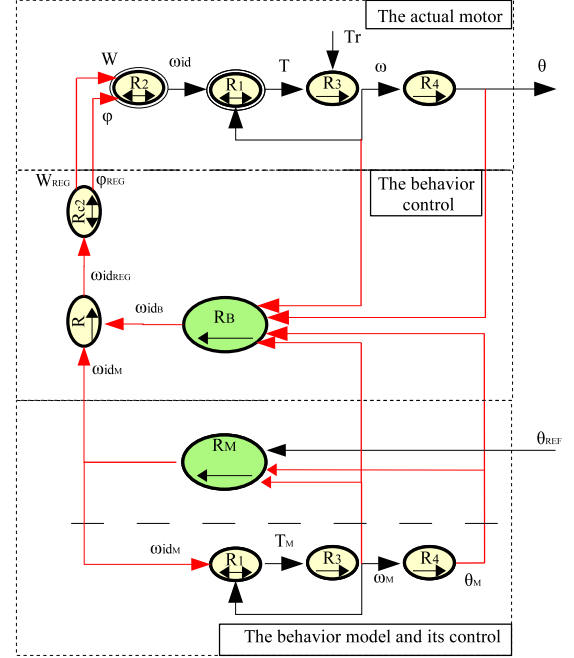 The actual motor
Tr
W
ωid
T
ω
θ
R2
R1
R3
R4
φ
WREG
φREG
The behavior
control
Rc2
ωidREG
ωidB
R
RB
ωidM
RM
θREF
ωidM
TM
R1
R3
R4
ωM
θM
The behavior model and its control